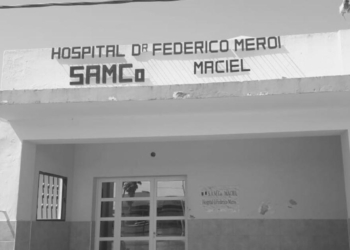 HOSPITAL DR FEDERICO MEROI
SAMCo MACIEL